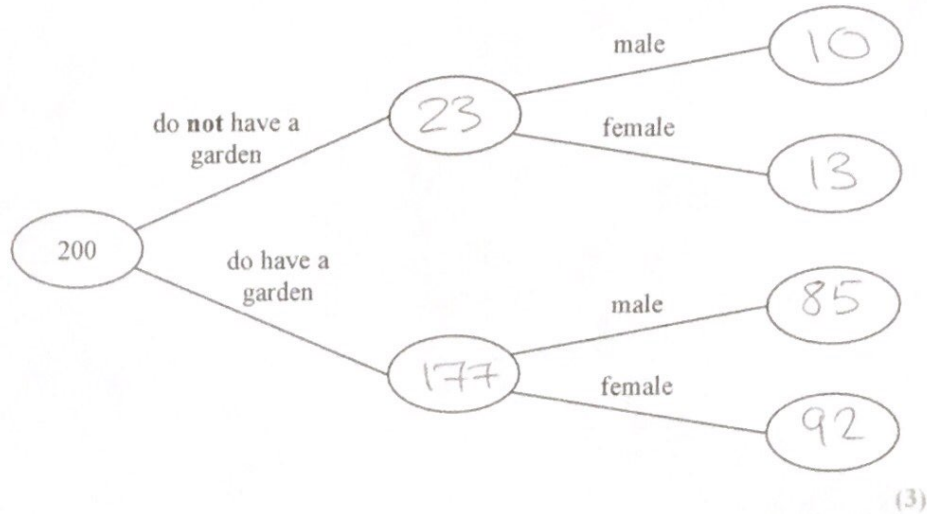 male
10
do not have a
garden
23
female
13
200
do have a
garden
male
85
177
female
92
(3)